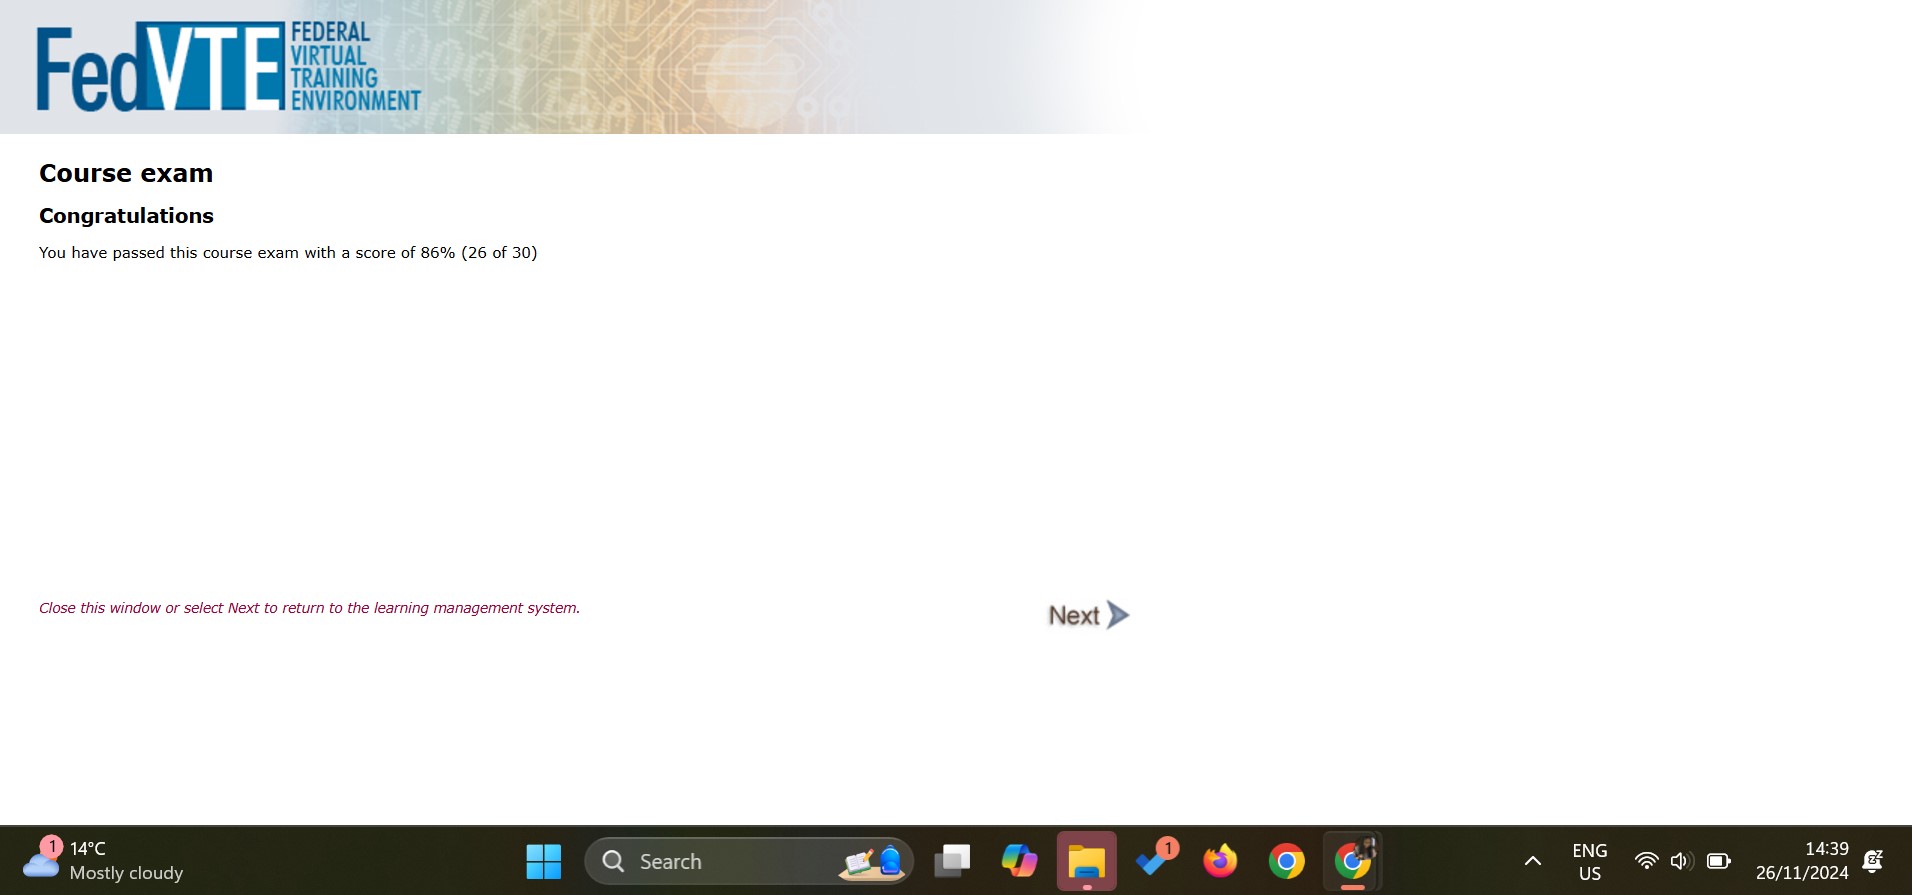 FedVTE
FEDERAL
VIRTUAL
TRAINING
ENVIRONMENT
Course exam
Congratulations
You have passed this course exam with a score of 86% (26 of 30)
Close this window or select Next to return to the learning management system.
Next
1
14°C
Mostly cloudy
Search
1
ENG
US
14:39
26/11/2024